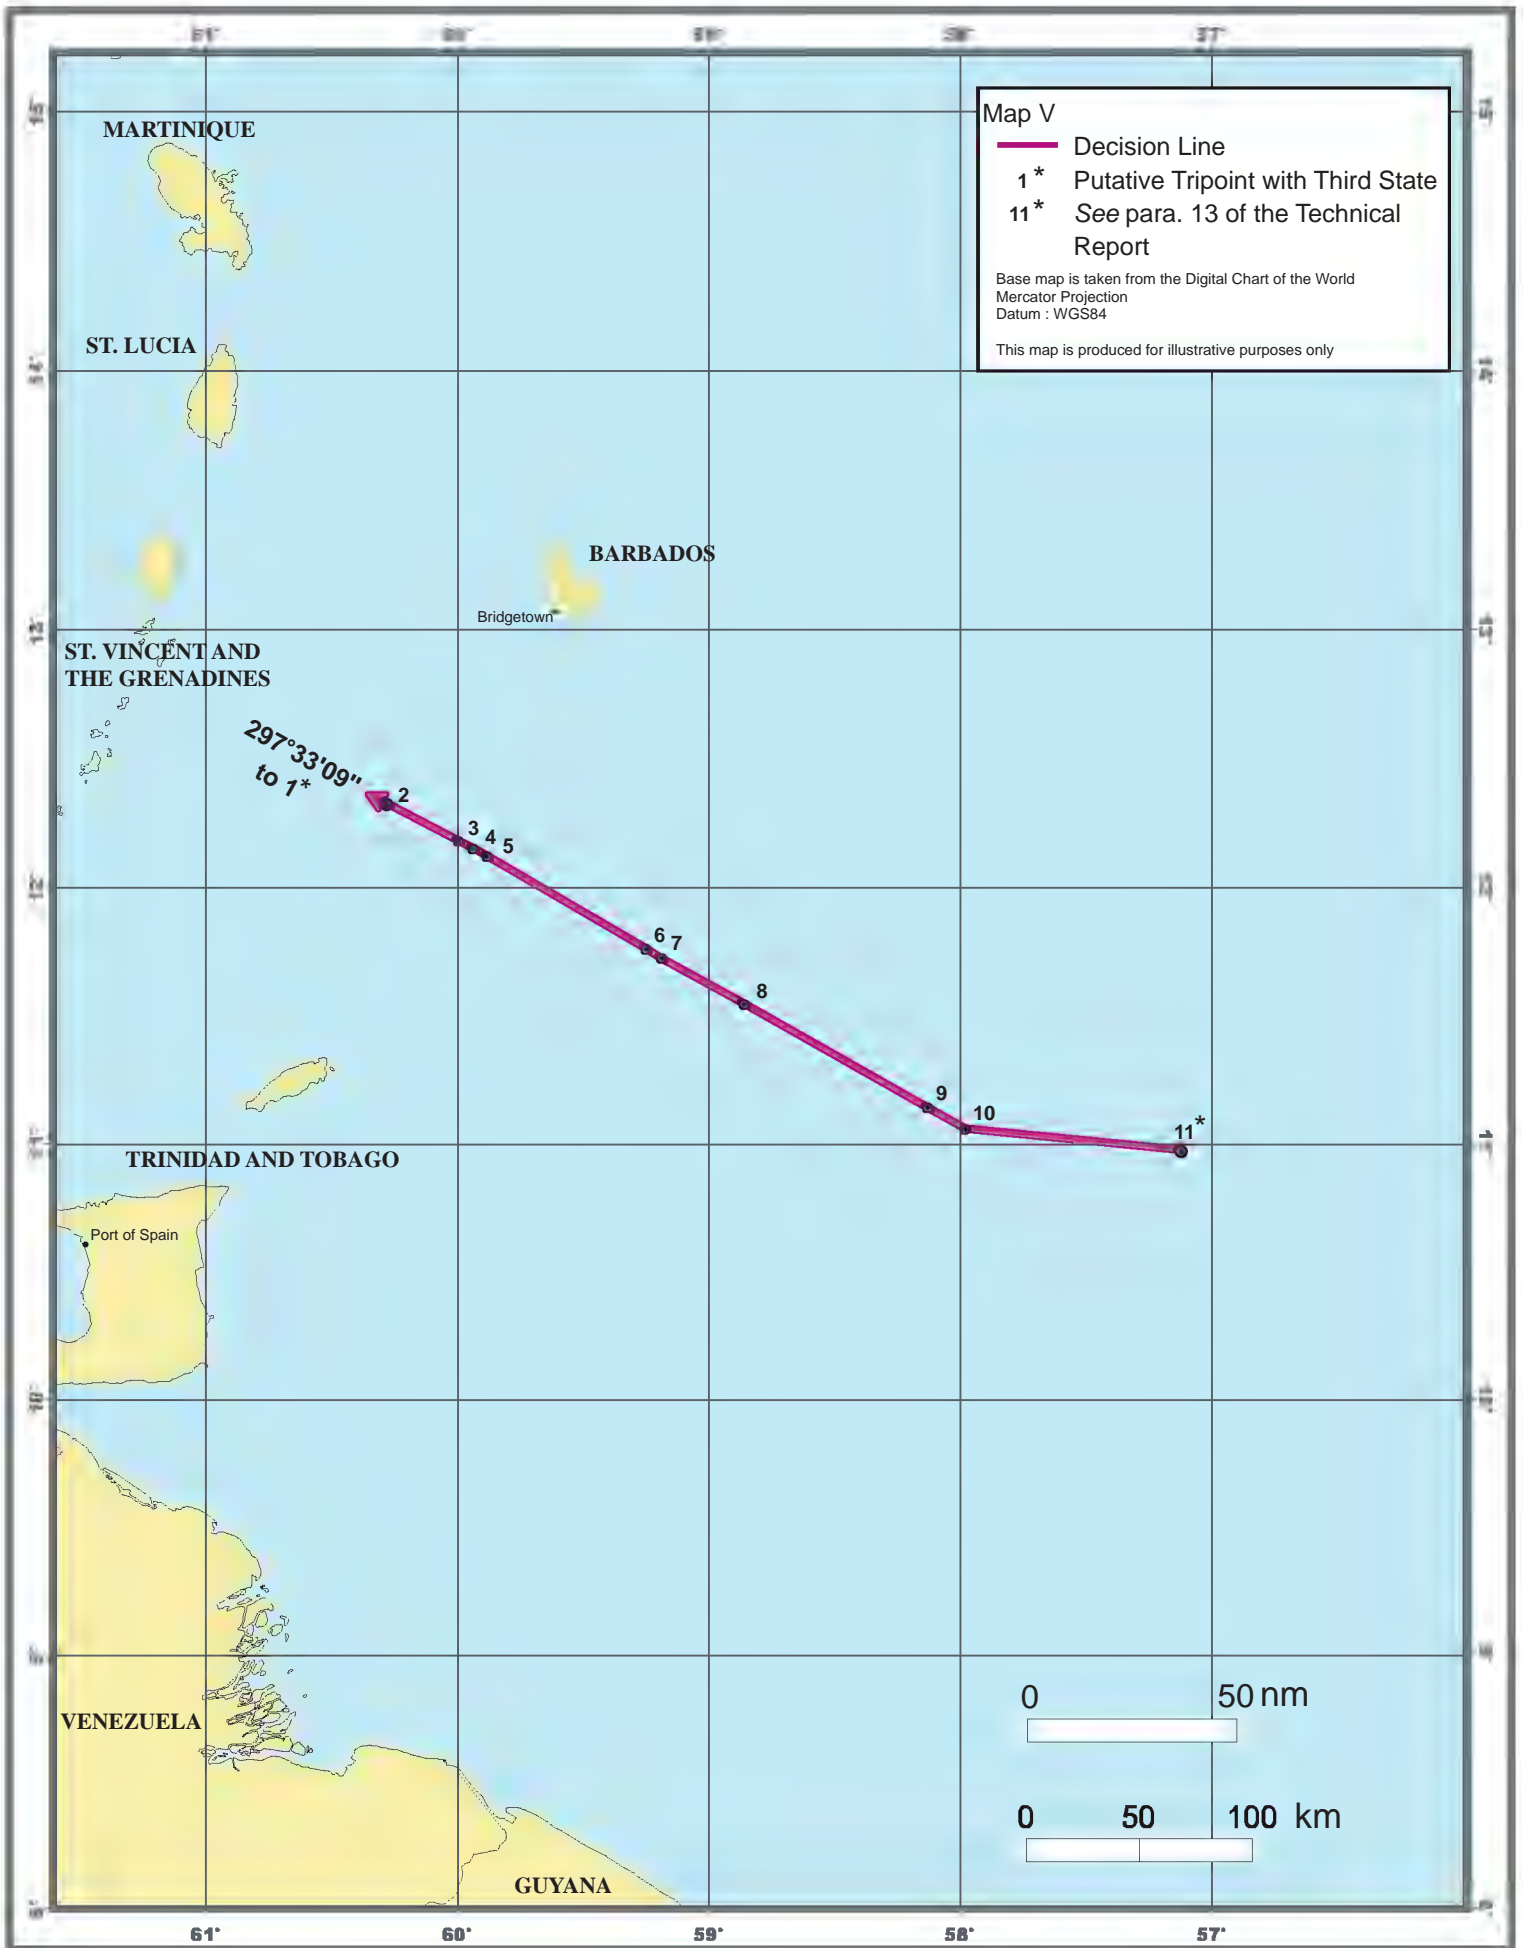 Map V
Decision Line
1* Putative Tripoint with Third State
11* See para. 13 of the Technical
Report
Base map is taken from the Digital Chart of the World
Mercator Projection
Datum : WGS84
This map is produced for illustrative purposes only
MARTINIQUE
ST. LUCIA
BARBADOS
Bridgetown
ST. VINCENT AND
THE GRENADINES
297°33'09"
to 1*
2
3
4
5
6
7
8
9
10
11*
TRINIDAD AND TOBAGO
Port of Spain
VENEZUELA
GUYANA
0 50 nm
0 50 100 km
61° 60° 59° 58° 57°